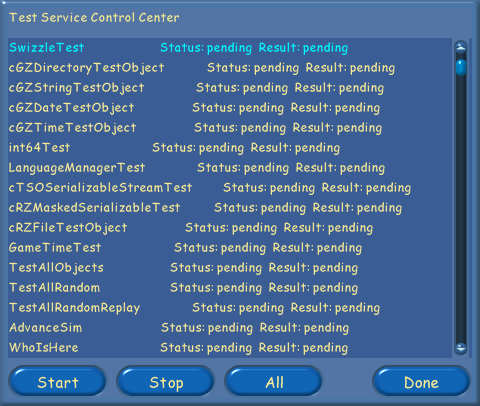 Test Service Control Center
SwizzleTest Status: pending Result: pending
cGZDirectoryTestObject Status: pending Result: pending
cGZStringTestObject Status: pending Result: pending
cGZDateTestObject Status: pending Result: pending
cGZTimeTestObject Status: pending Result: pending
int64Test Status: pending Result: pending
LanguageManagerTest Status: pending Result: pending
cTSOSerializableStreamTest Status: pending Result: pending
cRZMaskedSerializableTest Status: pending Result: pending
cRZFileTestObject Status: pending Result: pending
GameTimeTest Status: pending Result: pending
TestAllObjects Status: pending Result: pending
TestAllRandom Status: pending Result: pending
TestAllRandomReplay Status: pending Result: pending
AdvanceSim Status: pending Result: pending
WhoIsHere Status: pending Result: pending
Start Stop All Done